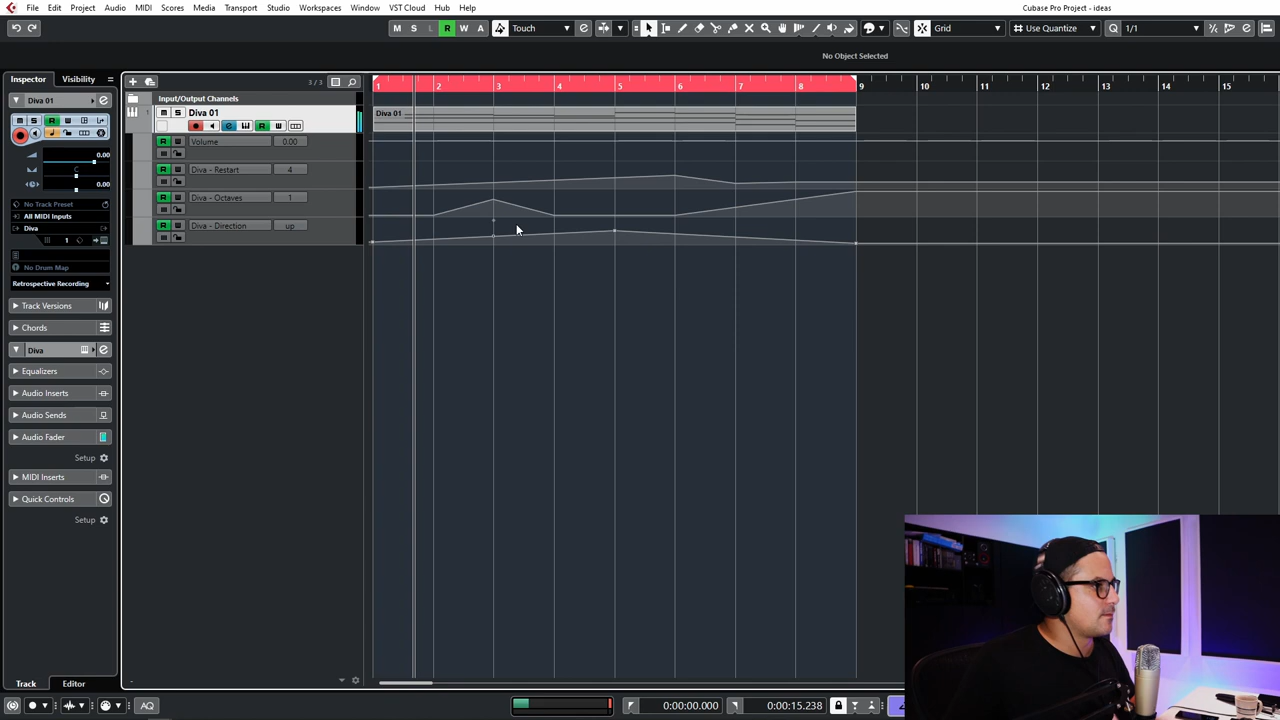 File Edit Project Audio MIDI Scores Media Transport Studio Workspaces Window VST Cloud Hub Help
Cubase Pro Project - ideas
M S L R W A Touch Grid Use Quantize Q 1/1
No Object Selected
Inspector Visibility
3 / 3
1 2 3 4 5 6 7 8 9 10 11 12 13 14 15
Input/Output Channels
Diva 01
1 Diva 01
Diva 01
Volume 0.00
Diva - Restart 4
Diva - Octaves 1
Diva - Direction up
0.00
C
0.00
No Track Preset
All MIDI Inputs
Diva
1
No Drum Map
Retrospective Recording
Track Versions
Chords
Diva
Equalizers
Audio Inserts
Audio Sends
Audio Fader
Setup
MIDI Inserts
Quick Controls
Setup
Track Editor
AQ
0:00:00.000
0:00:15.238